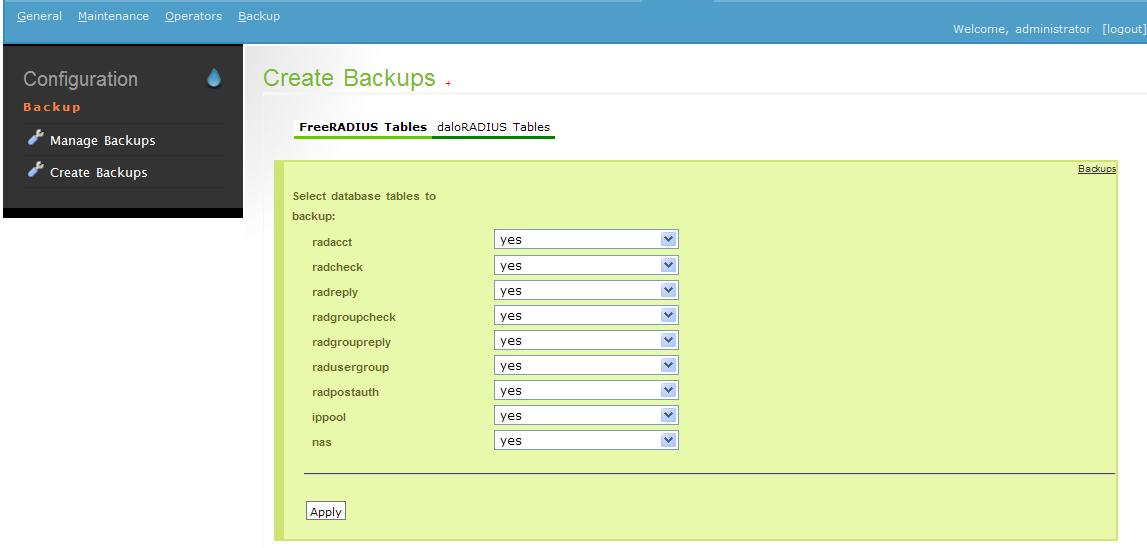 General Maintenance Operators Backup
Welcome, administrator [logout]
Configuration
Backup
Manage Backups
Create Backups
Create Backups +
FreeRADIUS Tables daloRADIUS Tables
Backups
Select database tables to
backup:
radacct yes
radcheck yes
radreply yes
radgroupcheck yes
radgroupreply yes
radusergroup yes
radpostauth yes
ippool yes
nas yes
Apply